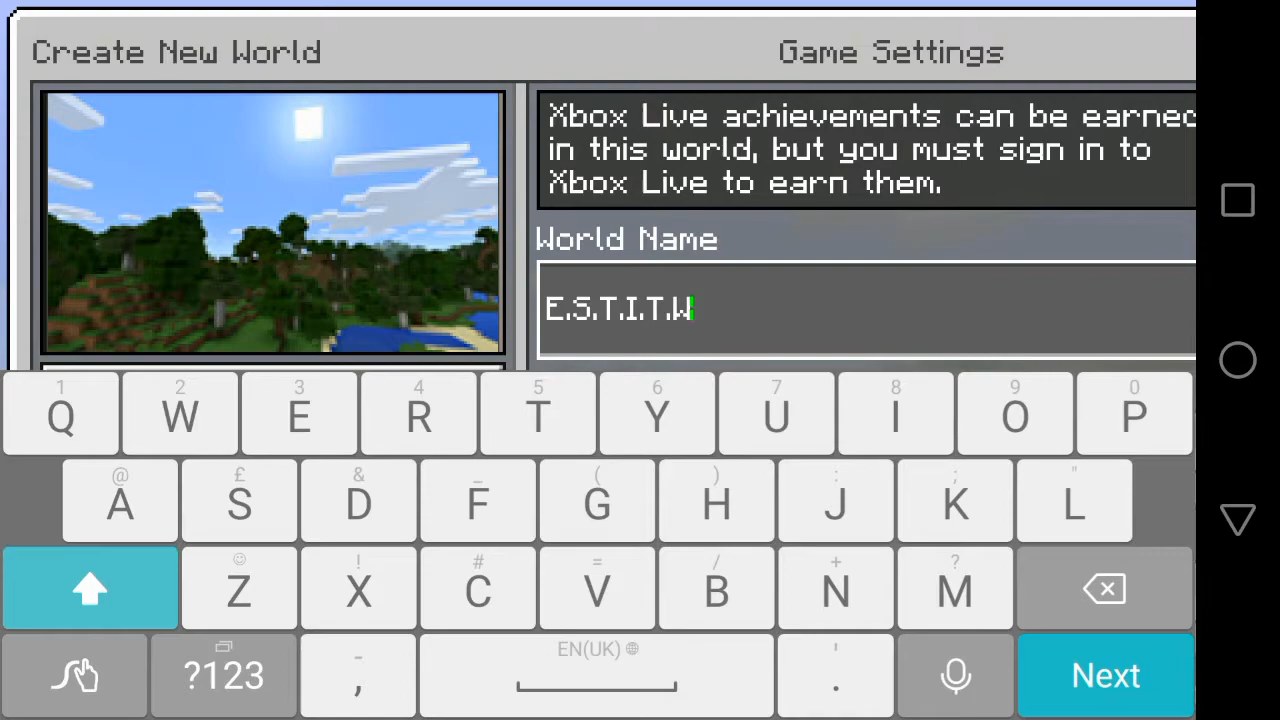 Create New World
Game Settings
Xbox Live achievements can be earned
in this world, but you must sign in to
Xbox Live to earn them.
World Name
E.S.T.I.T.W
1 2 3 4 5 6 7 8 9 0
Q W E R T Y U I O P
@ £ & _ ( ) : ; "
A S D F G H J K L
! # = / + ?
Z X C V B N M
- EN(UK) '
?123 , . Next